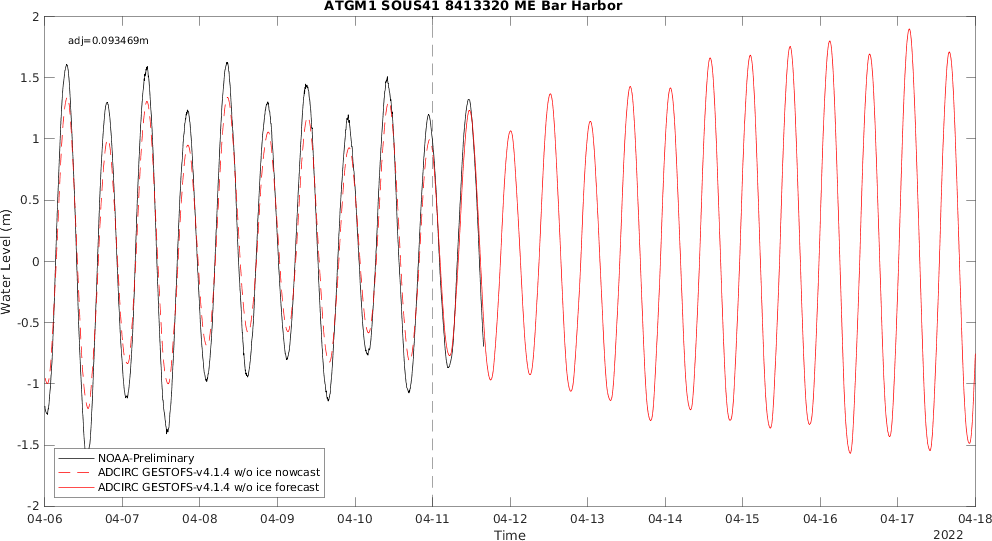 ATGM1 SOUS41 8413320 ME Bar Harbor
adj=0.093469m
2
1.5
1
0.5
0
-0.5
-1
-1.5
-2
Water Level (m)
NOAA-Preliminary
ADCIRC GESTOFS-v4.1.4 w/o ice nowcast
ADCIRC GESTOFS-v4.1.4 w/o ice forecast
04-06 04-07 04-08 04-09 04-10 04-11 04-12 04-13 04-14 04-15 04-16 04-17 04-18
Time
2022